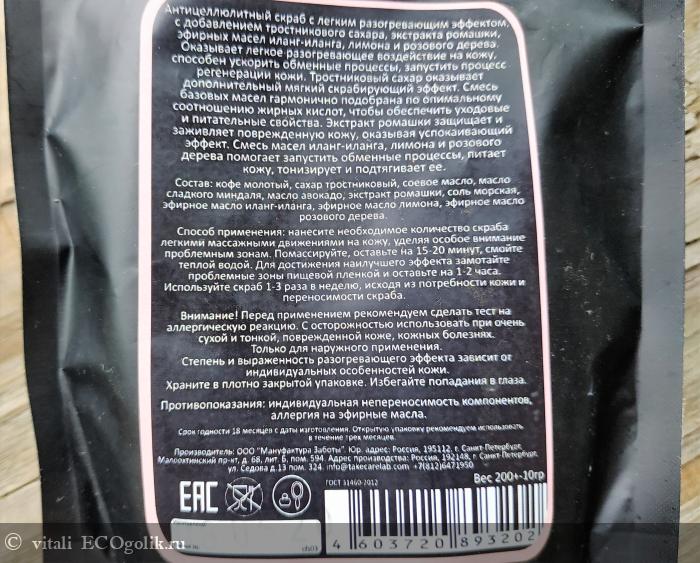 Антицеллюлитный скраб с легким разогревающим эффектом,
с добавлением тростникового сахара, экстракта ромашки,
эфирных масел иланг-иланга, лимона и розового дерева.
Оказывает легкое разогревающее воздействие на кожу,
способен ускорить обменные процессы, запустить процесс
регенерации кожи. Тростниковый сахар оказывает
дополнительный мягкий скрабирующий эффект. Смесь
базовых масел гармонично подобрана по оптимальному
соотношению жирных кислот, чтобы обеспечить уходовые
и питательные свойства. Экстракт ромашки защищает и
заживляет поврежденную кожу, оказывая успокаивающий
эффект. Смесь масел иланг-иланга, лимона и розового
дерева помогает запустить обменные процессы, питает
кожу, тонизирует и подтягивает ее.
Состав: кофе молотый, сахар тростниковый, соевое масло, масло
сладкого миндаля, масло авокадо, экстракт ромашки, соль морская,
эфирное масло иланг-иланга, эфирное масло лимона, эфирное масло
розового дерева.
Способ применения: нанесите необходимое количество скраба
легкими массажными движениями на кожу, уделяя особое внимание
проблемным зонам. Помассируйте, оставьте на 15-20 минут, смойте
теплой водой. Для достижения наилучшего эффекта замотайте
проблемные зоны пищевой пленкой и оставьте на 1-2 часа.
Используйте скраб 1-3 раза в неделю, исходя из потребности кожи и
переносимости скраба.
Внимание! Перед применением рекомендуем сделать тест на
аллергическую реакцию. С осторожностью использовать при очень
сухой и тонкой, поврежденной коже, кожных болезнях.
Только для наружного применения.
Степень и выраженность разогревающего эффекта зависит от
индивидуальных особенностей кожи.
Хранить в плотно закрытой упаковке. Избегайте попадания в глаза.
Противопоказания: индивидуальная непереносимость компонентов,
аллергия на эфирные масла.
Срок годности 18 месяцев с даты изготовления. Открытую упаковку рекомендуем использовать
в течение трех месяцев.
Производитель: ООО "Мануфактура Заботы". Юр. адрес: Россия, 195112, г. Санкт-Петербург,
Малоохтинский пр-кт, д. 68, лит. Б, пом. 594. Адрес производства: Россия, 192148, г. Санкт-Петербург,
ул. Седова д.13 пом. 324. info@takecarelab.com +7(812)6471950
ГОСТ 31460-2012
Вес 200+-10гр
EAC
cfs03
4 603720 893202
© vitali ECOgolik.ru